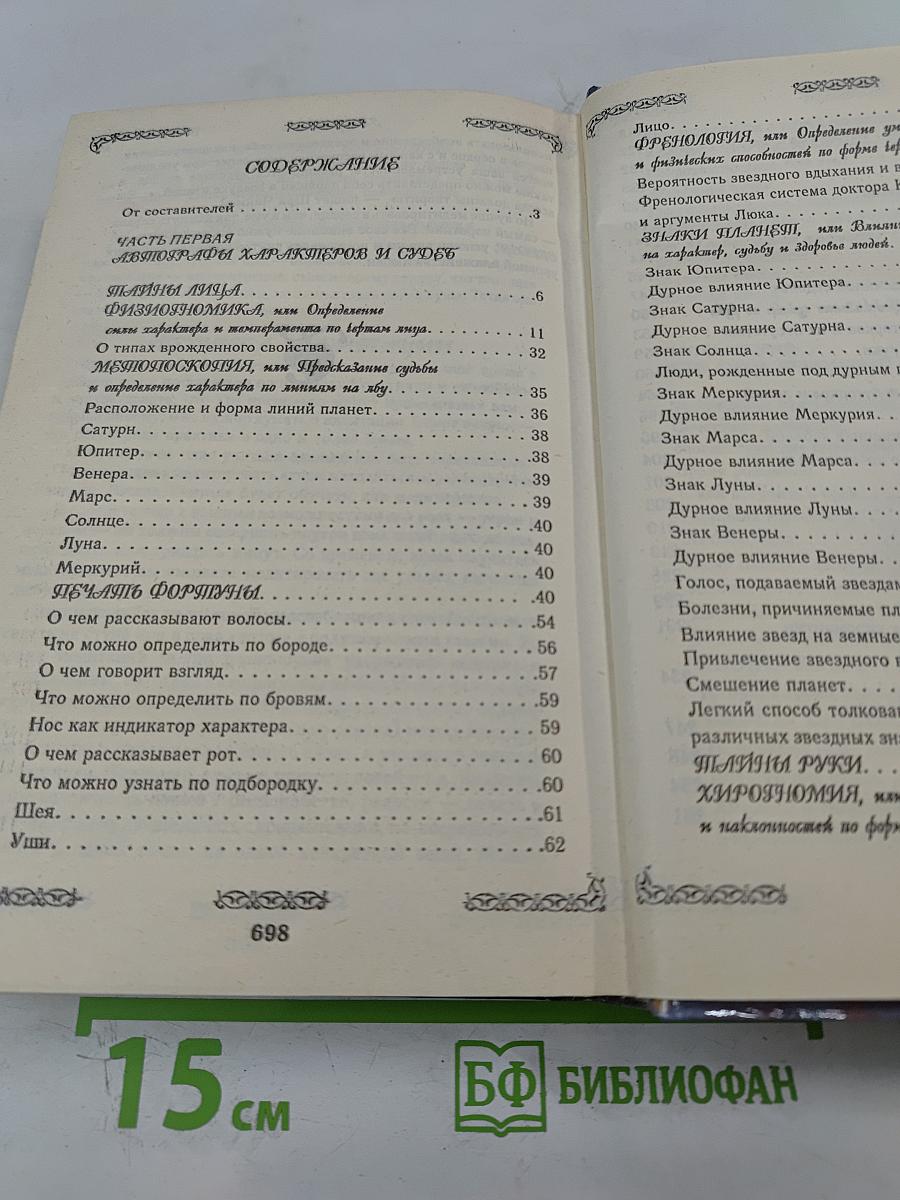 СОДЕРЖАНИЕ
От составителей . . . . . . . . . . . . . . . . . . . . . . . . . . . . .3
ЧАСТЬ ПЕРВАЯ
АВТОГРАФЫ ХАРАКТЕРОВ И СУДЕБ
ТАЙНЫ ЛИЦА. . . . . . . . . . . . . . . . . . . . . . . . . . . .6
ФИЗИОГНОМИКА, или Определение
силы характера и темперамента по чертам лица. . . . . . . . . 11
О типах врожденного свойства. . . . . . . . . . . . . . . . . . 32
МЕТОПОСКОПИЯ, или Предсказание судьбы
и определение характера по линиям на лбу. . . . . . . . . . . . 35
Расположение и форма линий планет. . . . . . . . . . . . . . 36
Сатурн. . . . . . . . . . . . . . . . . . . . . . . . . . . . . . . . 38
Юпитер. . . . . . . . . . . . . . . . . . . . . . . . . . . . . . . .38
Венера. . . . . . . . . . . . . . . . . . . . . . . . . . . . . . . . 39
Марс. . . . . . . . . . . . . . . . . . . . . . . . . . . . . . . . . 39
Солнце. . . . . . . . . . . . . . . . . . . . . . . . . . . . . . . .40
Луна. . . . . . . . . . . . . . . . . . . . . . . . . . . . . . . . . 40
Меркурий. . . . . . . . . . . . . . . . . . . . . . . . . . . . . . 40
ПЕЧАТЬ ФОРТУНЫ. . . . . . . . . . . . . . . . . . . . . . .40
О чем рассказывают волосы. . . . . . . . . . . . . . . . . . .54
Что можно определить по бороде. . . . . . . . . . . . . . . 56
О чем говорит взгляд. . . . . . . . . . . . . . . . . . . . . . .57
Что можно определить по бровям. . . . . . . . . . . . . . .59
Нос как индикатор характера. . . . . . . . . . . . . . . . . 59
О чем рассказывает рот. . . . . . . . . . . . . . . . . . . . . 60
Что можно узнать по подбородку. . . . . . . . . . . . . . .60
Шея. . . . . . . . . . . . . . . . . . . . . . . . . . . . . . . . .61
Уши. . . . . . . . . . . . . . . . . . . . . . . . . . . . . . . . .62
698
Лицо. . . . . . . . . . . . .
ФРЕНОЛОГИЯ, или Определение
и физических способностей по форме
Вероятность звездного вдыхания и
Френологическая система доктора
и аргументы Люка. . . . . . . . .
ЗНАКИ ПЛАНЕТ, или
на характер, судьбу и здоровье людей.
Знак Юпитера. . . . . . . . . .
Дурное влияние Юпитера. . . .
Знак Сатурна. . . . . . . . . .
Дурное влияние Сатурна. . . .
Знак Солнца. . . . . . . . . .
Люди, рожденные под дурным
Знак Меркурия. . . . . . . . .
Дурное влияние Меркурия. . .
Знак Марса. . . . . . . . . . .
Дурное влияние Марса. . . .
Знак Луны. . . . . . . . . . .
Дурное влияние Луны. . . . .
Знак Венеры. . . . . . . . . .
Дурное влияние Венеры. . . .
Голос, подаваемый
Болезни, причиняемые
Влияние звезд на земные
Привлечение звездного
Смешение планет. . . . .
Легкий способ
различных звездных
ТАЙНЫ РУКИ. . . .
ХИРОГНОМИЯ, или
и наклонностей по
15 см
БФ БИБЛИОФАН